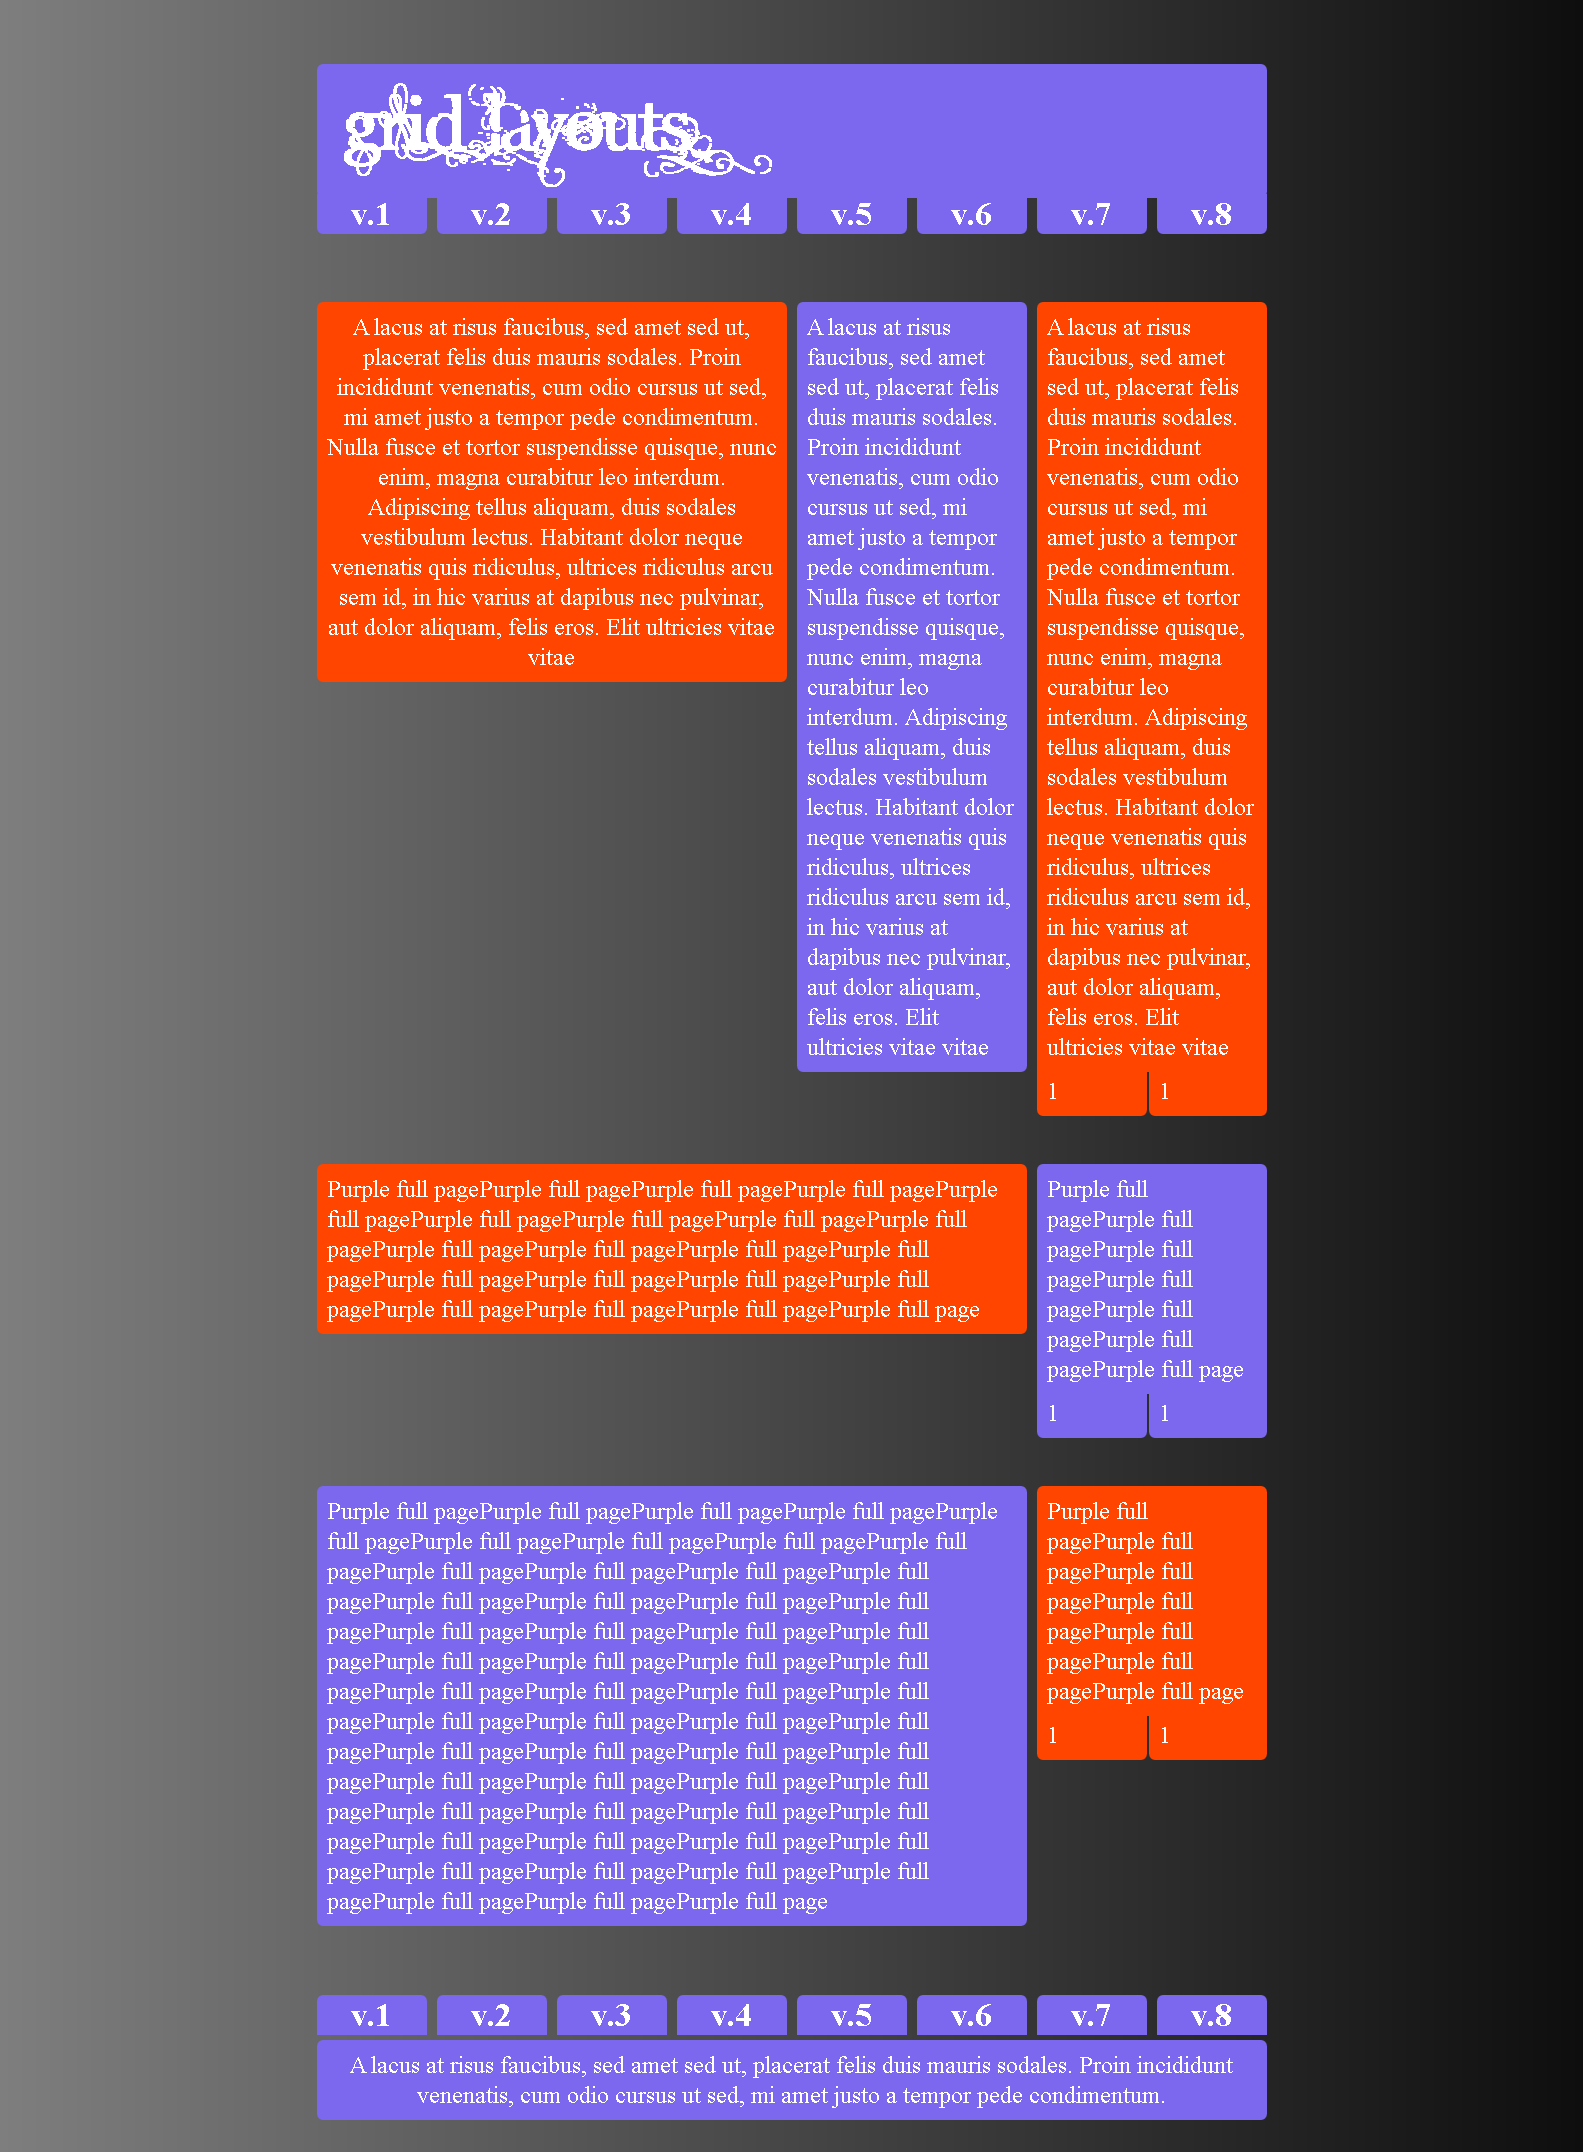 grid layouts
v.1 v.2 v.3 v.4 v.5 v.6 v.7 v.8
A lacus at risus faucibus, sed amet sed ut,
placerat felis duis mauris sodales. Proin
incididunt venenatis, cum odio cursus ut sed,
mi amet justo a tempor pede condimentum.
Nulla fusce et tortor suspendisse quisque, nunc
enim, magna curabitur leo interdum.
Adipiscing tellus aliquam, duis sodales
vestibulum lectus. Habitant dolor neque
venenatis quis ridiculus, ultrices ridiculus arcu
sem id, in hic varius at dapibus nec pulvinar,
aut dolor aliquam, felis eros. Elit ultricies vitae
vitae
A lacus at risus
faucibus, sed amet
sed ut, placerat felis
duis mauris sodales.
Proin incididunt
venenatis, cum odio
cursus ut sed, mi
amet justo a tempor
pede condimentum.
Nulla fusce et tortor
suspendisse quisque,
nunc enim, magna
curabitur leo
interdum. Adipiscing
tellus aliquam, duis
sodales vestibulum
lectus. Habitant dolor
neque venenatis quis
ridiculus, ultrices
ridiculus arcu sem id,
in hic varius at
dapibus nec pulvinar,
aut dolor aliquam,
felis eros. Elit
ultricies vitae vitae
A lacus at risus
faucibus, sed amet
sed ut, placerat felis
duis mauris sodales.
Proin incididunt
venenatis, cum odio
cursus ut sed, mi
amet justo a tempor
pede condimentum.
Nulla fusce et tortor
suspendisse quisque,
nunc enim, magna
curabitur leo
interdum. Adipiscing
tellus aliquam, duis
sodales vestibulum
lectus. Habitant dolor
neque venenatis quis
ridiculus, ultrices
ridiculus arcu sem id,
in hic varius at
dapibus nec pulvinar,
aut dolor aliquam,
felis eros. Elit
ultricies vitae vitae
1 1
Purple full pagePurple full pagePurple full pagePurple full pagePurple
full pagePurple full pagePurple full pagePurple full pagePurple full
pagePurple full pagePurple full pagePurple full pagePurple full
pagePurple full pagePurple full pagePurple full pagePurple full
pagePurple full pagePurple full pagePurple full pagePurple full page
Purple full
pagePurple full
pagePurple full
pagePurple full
pagePurple full
pagePurple full
pagePurple full page
1 1
Purple full pagePurple full pagePurple full pagePurple full pagePurple
full pagePurple full pagePurple full pagePurple full pagePurple full
pagePurple full pagePurple full pagePurple full pagePurple full
pagePurple full pagePurple full pagePurple full pagePurple full
pagePurple full pagePurple full pagePurple full pagePurple full
pagePurple full pagePurple full pagePurple full pagePurple full
pagePurple full pagePurple full pagePurple full pagePurple full
pagePurple full pagePurple full pagePurple full pagePurple full
pagePurple full pagePurple full pagePurple full pagePurple full
pagePurple full pagePurple full pagePurple full pagePurple full
pagePurple full pagePurple full pagePurple full pagePurple full
pagePurple full pagePurple full pagePurple full pagePurple full
pagePurple full pagePurple full pagePurple full pagePurple full
pagePurple full pagePurple full pagePurple full page
Purple full
pagePurple full
pagePurple full
pagePurple full
pagePurple full
pagePurple full
pagePurple full page
1 1
v.1 v.2 v.3 v.4 v.5 v.6 v.7 v.8
A lacus at risus faucibus, sed amet sed ut, placerat felis duis mauris sodales. Proin incididunt
venenatis, cum odio cursus ut sed, mi amet justo a tempor pede condimentum.